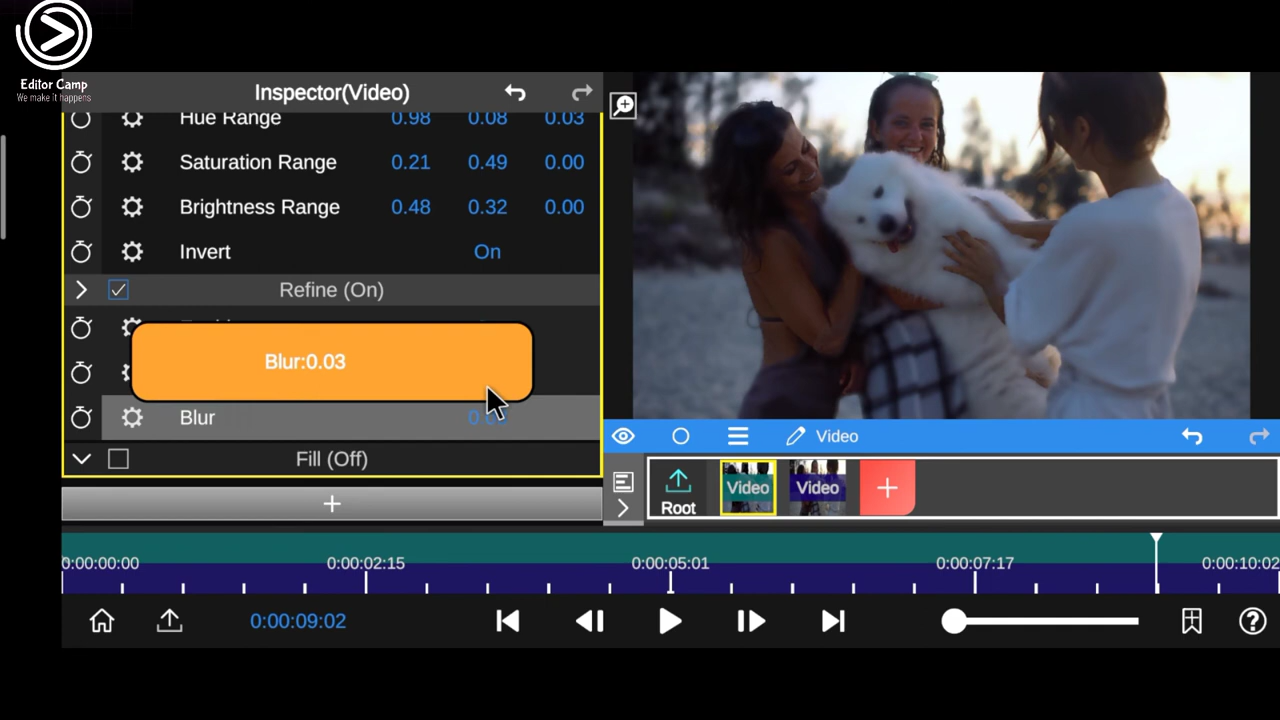 Editor Camp
We make it happens
Inspector(Video)
Hue Range 0.98 0.08 0.03
Saturation Range 0.21 0.49 0.00
Brightness Range 0.48 0.32 0.00
Invert On
Refine (On)
Blur:0.03
Blur
Fill (Off)
+
Video
Root Video Video +
0:00:00:00 0:00:02:15 0:00:05:01 0:00:07:17 0:00:10:02
0:00:09:02